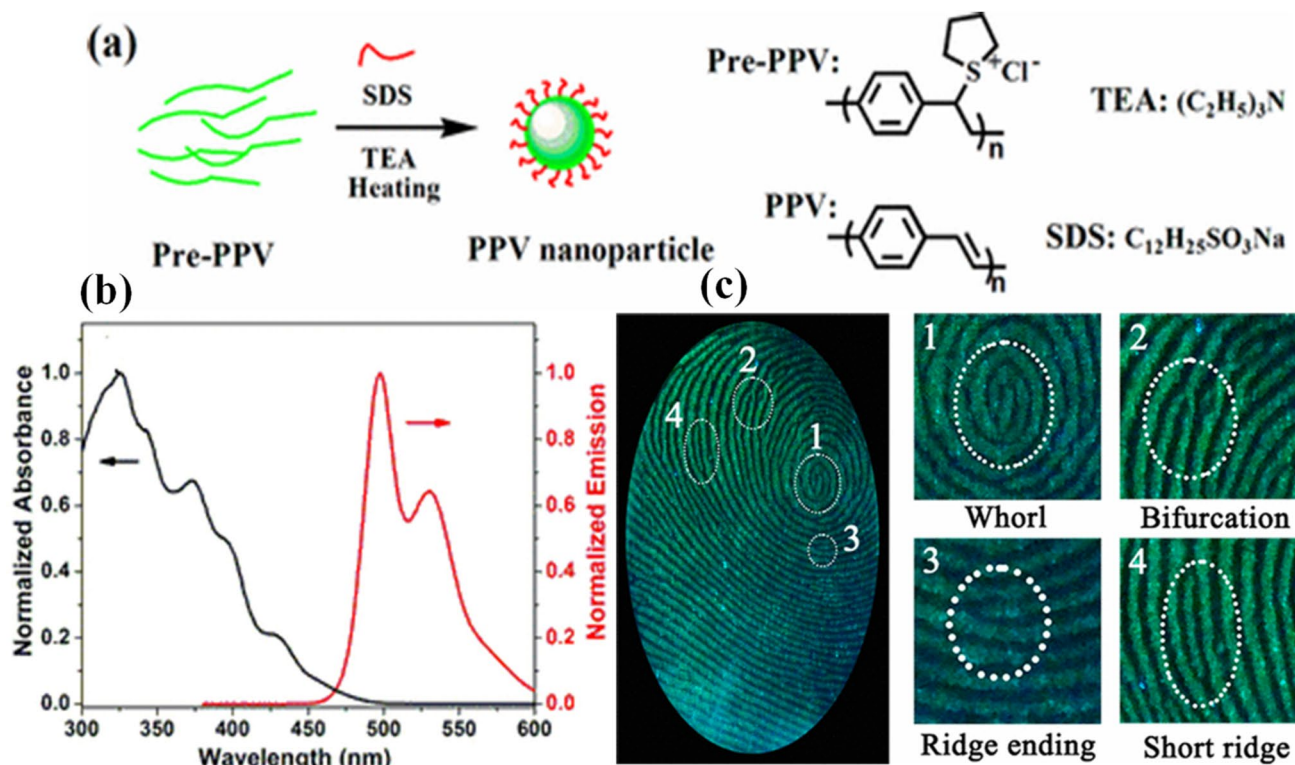 (a)
SDS
TEA
Heating
Pre-PPV
PPV nanoparticle
Pre-PPV:
S⁺Cl⁻
n
TEA: (C₂H₅)₃N
PPV:
n
SDS: C₁₂H₂₅SO₃Na
(b)
Normalized Absorbance
1.0
0.8
0.6
0.4
0.2
0.0
300 350 400 450 500 550 600
Wavelength (nm)
1.0
0.8
0.6
0.4
0.2
0.0
Normalized Emission
(c)
1
2
3
4
1
Whorl
2
Bifurcation
3
Ridge ending
4
Short ridge